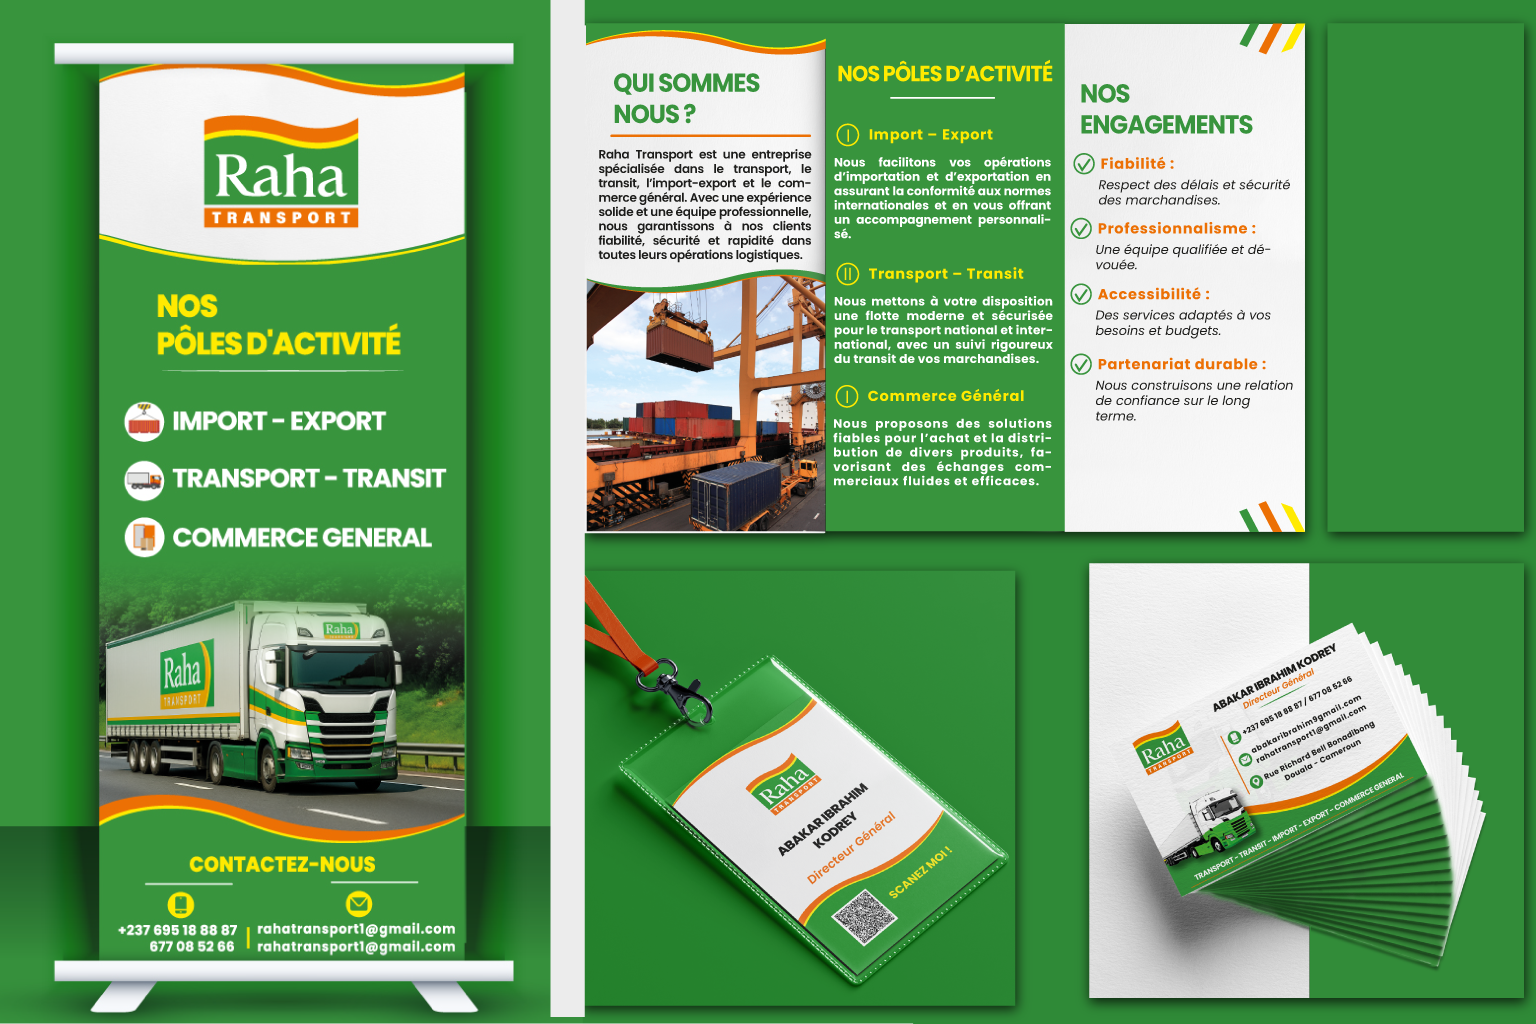 Raha
TRANSPORT
NOS
PÔLES D'ACTIVITÉ
IMPORT - EXPORT
TRANSPORT - TRANSIT
COMMERCE GENERAL
Raha
Raha
TRANSPORT
CONTACTEZ-NOUS
+237 695 18 88 87
677 08 52 66
rahatransport1@gmail.com
rahatransport1@gmail.com
QUI SOMMES
NOUS ?
Raha Transport est une entreprise
spécialisée dans le transport, le
transit, l'import-export et le com-
merce général. Avec une expérience
solide et une équipe professionnelle,
nous garantissons à nos clients
fiabilité, sécurité et rapidité dans
toutes leurs opérations logistiques.
NOS PÔLES D'ACTIVITÉ
I Import – Export
Nous facilitons vos opérations
d'importation et d'exportation en
assurant la conformité aux normes
internationales et en vous offrant
un accompagnement personnali-
sé.
II Transport – Transit
Nous mettons à votre disposition
une flotte moderne et sécurisée
pour le transport national et inter-
national, avec un suivi rigoureux
du transit de vos marchandises.
I Commerce Général
Nous proposons des solutions
fiables pour l'achat et la distri-
bution de divers produits, fa-
vorisant des échanges com-
merciaux fluides et efficaces.
NOS
ENGAGEMENTS
Fiabilité :
Respect des délais et sécurité
des marchandises.
Professionnalisme :
Une équipe qualifiée et dé-
vouée.
Accessibilité :
Des services adaptés à vos
besoins et budgets.
Partenariat durable :
Nous construisons une relation
de confiance sur le long
terme.
Raha
TRANSPORT
ABAKAR IBRAHIM
KODREY
Directeur Général
SCANEZ MOI !
ABAKAR IBRAHIM KODREY
Directeur Général
Raha
TRANSPORT
+237 695 18 88 87 / 677 08 52 66
abakaribrahim9gmail.com
rahatransport1@gmail.com
Rue Richard Bell Bonadibong
Douala - Cameroun
TRANSPORT - TRANSIT - IMPORT - EXPORT - COMMERCE GENERAL